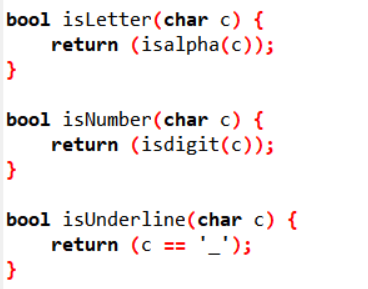 bool isLetter(char c) {
    return (isalpha(c));
}
bool isNumber(char c) {
    return (isdigit(c));
}
bool isUnderline(char c) {
    return (c == '_');
}